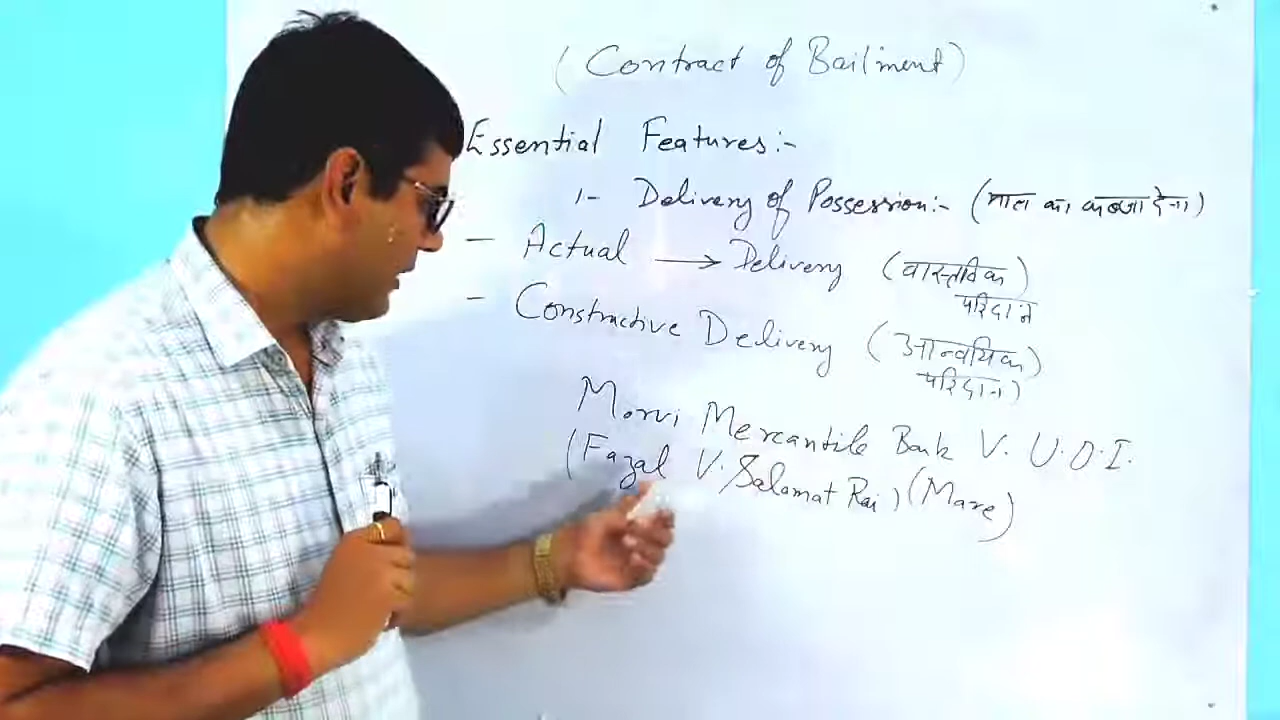 (Contract of Bailment)
Essential Features:-
1- Delivery of Possession:- (माल का कब्जा देना)
- Actual → Delivery (वास्तविक परिदान)
- Constructive Delivery (आन्वयिक परिदान)
Morvi Mercantile Bank V. U.O.I.
(Fazal V. Salamat Rai) (Mare)